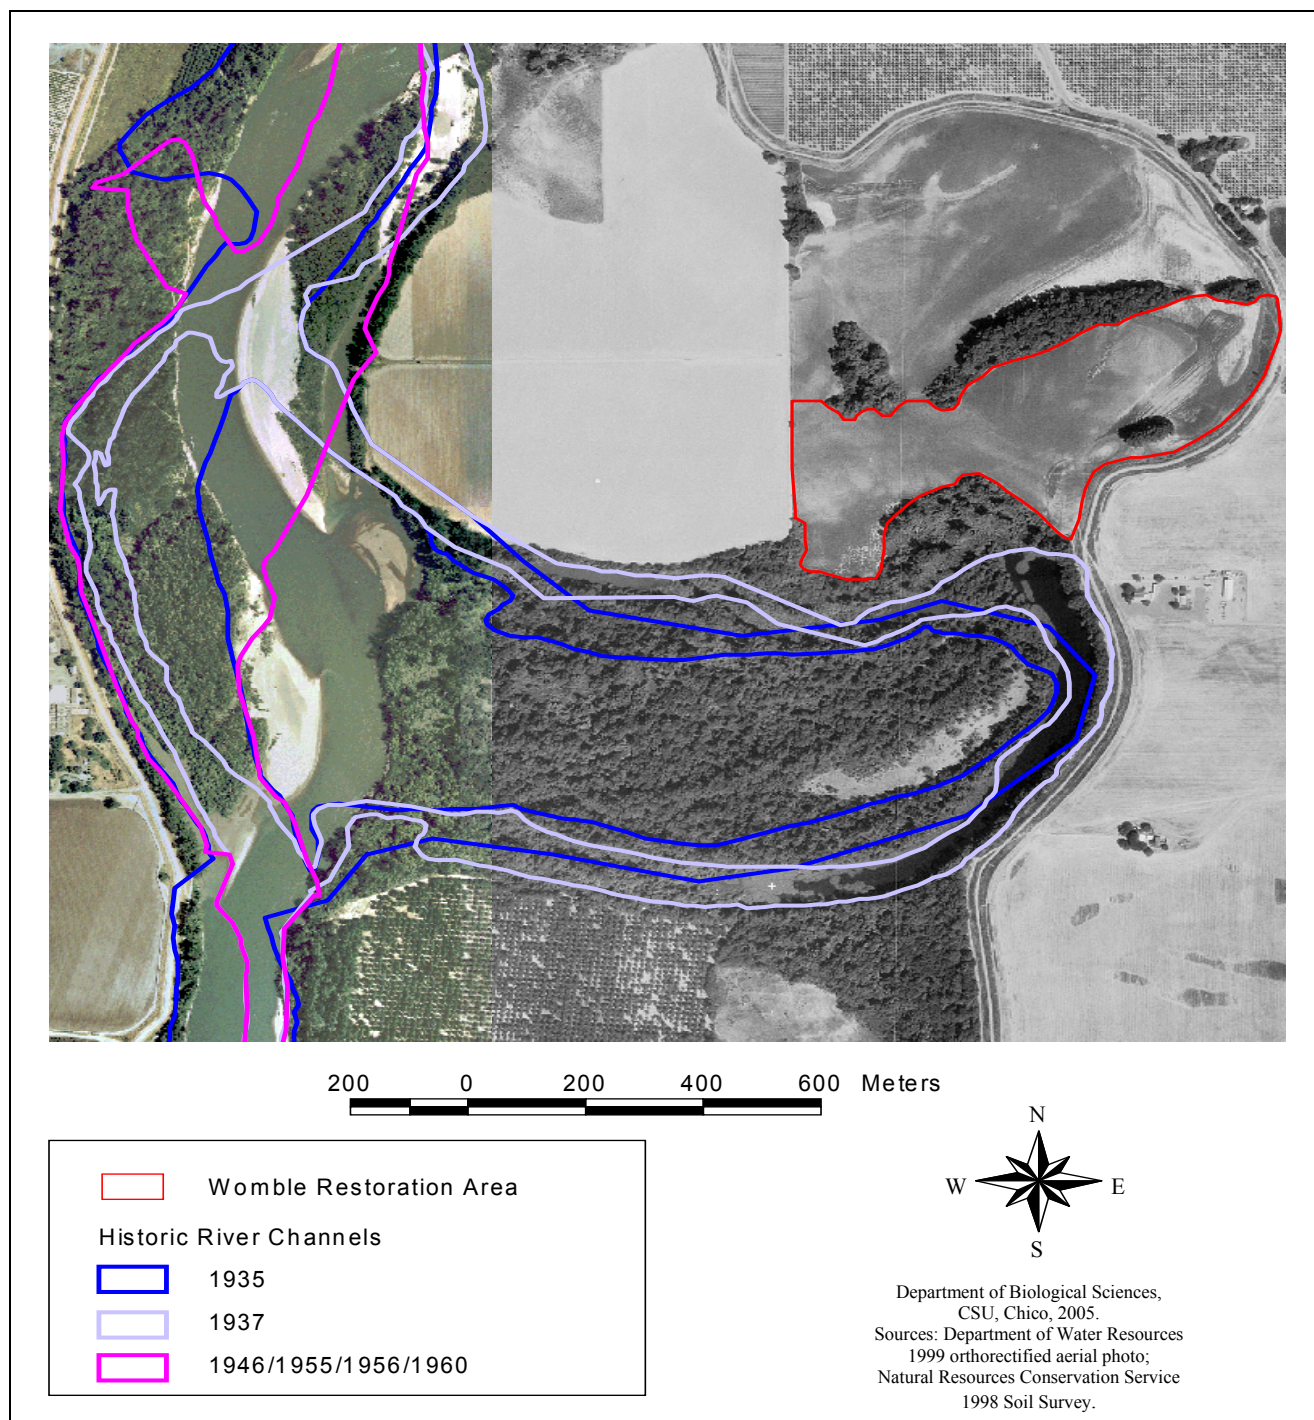 200 0 200 400 600 Meters
Womble Restoration Area
Historic River Channels
1935
1937
1946/1955/1956/1960
N
W E
S
Department of Biological Sciences,
CSU, Chico, 2005.
Sources: Department of Water Resources
1999 orthorectified aerial photo;
Natural Resources Conservation Service
1998 Soil Survey.